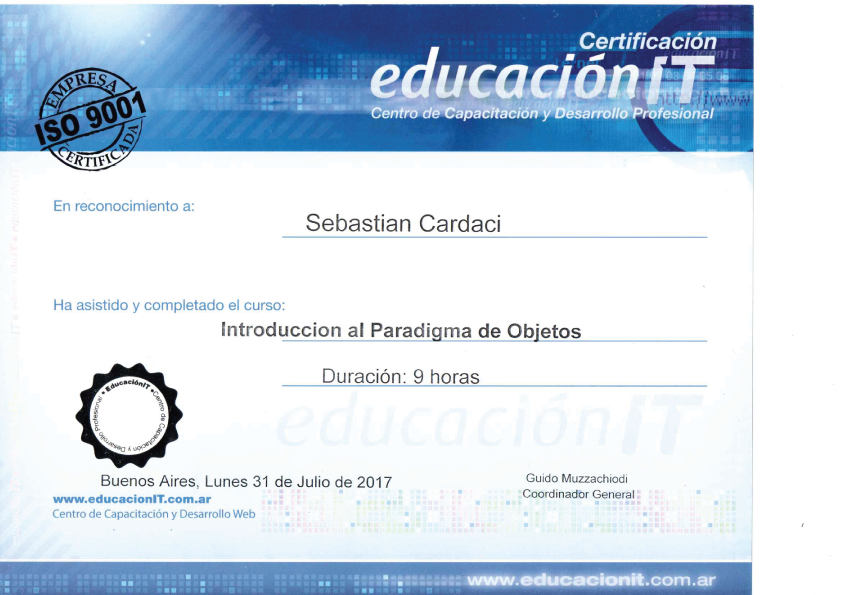 Certificación
educaciónIT
Centro de Capacitación y Desarrollo Profesional
EMPRESA
ISO 9001
CERTIFICADA
En reconocimiento a:
Sebastian Cardaci
Ha asistido y completado el curso:
Introduccion al Paradigma de Objetos
Duración: 9 horas
educaciónIT
• EducaciónIT • Centro de Capacitación y Desarrollo Profesional
Buenos Aires, Lunes 31 de Julio de 2017
Guido Muzzachiodi
Coordinador General
www.educacionIT.com.ar
Centro de Capacitación y Desarrollo Web
www.educacionit.com.ar